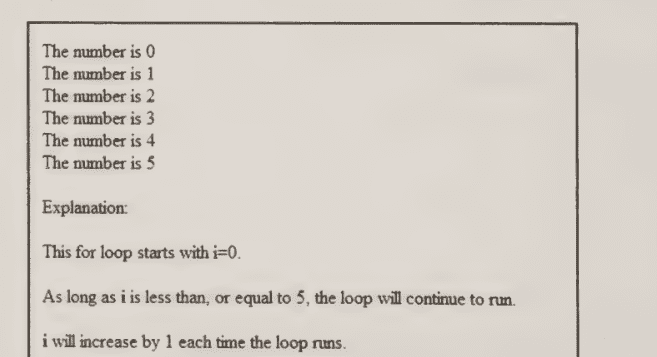 The number is 0
The number is 1
The number is 2
The number is 3
The number is 4
The number is 5
Explanation:
This for loop starts with i=0.
As long as i is less than, or equal to 5, the loop will continue to run.
i will increase by 1 each time the loop runs.